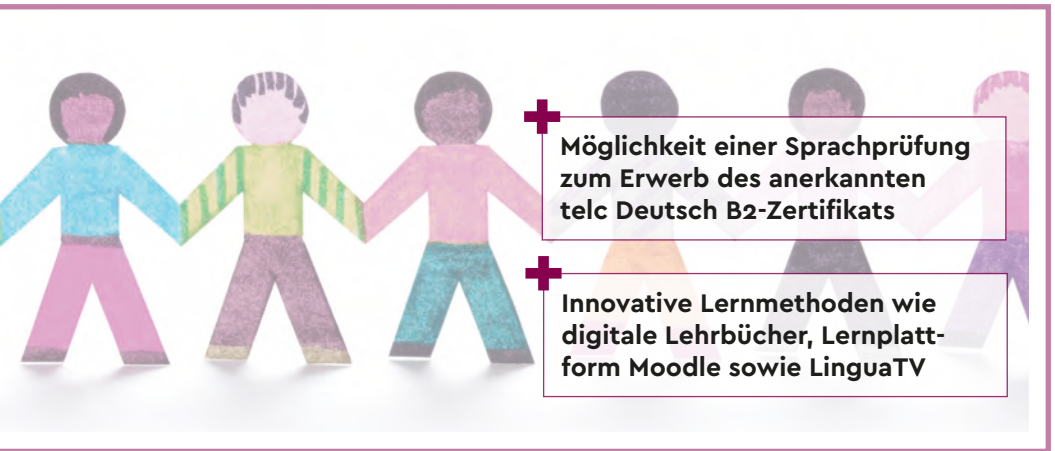 Möglichkeit einer Sprachprüfung
zum Erwerb des anerkannten
telc Deutsch B2-Zertifikats
Innovative Lernmethoden wie
digitale Lehrbücher, Lernplatt-
form Moodle sowie LinguaTV